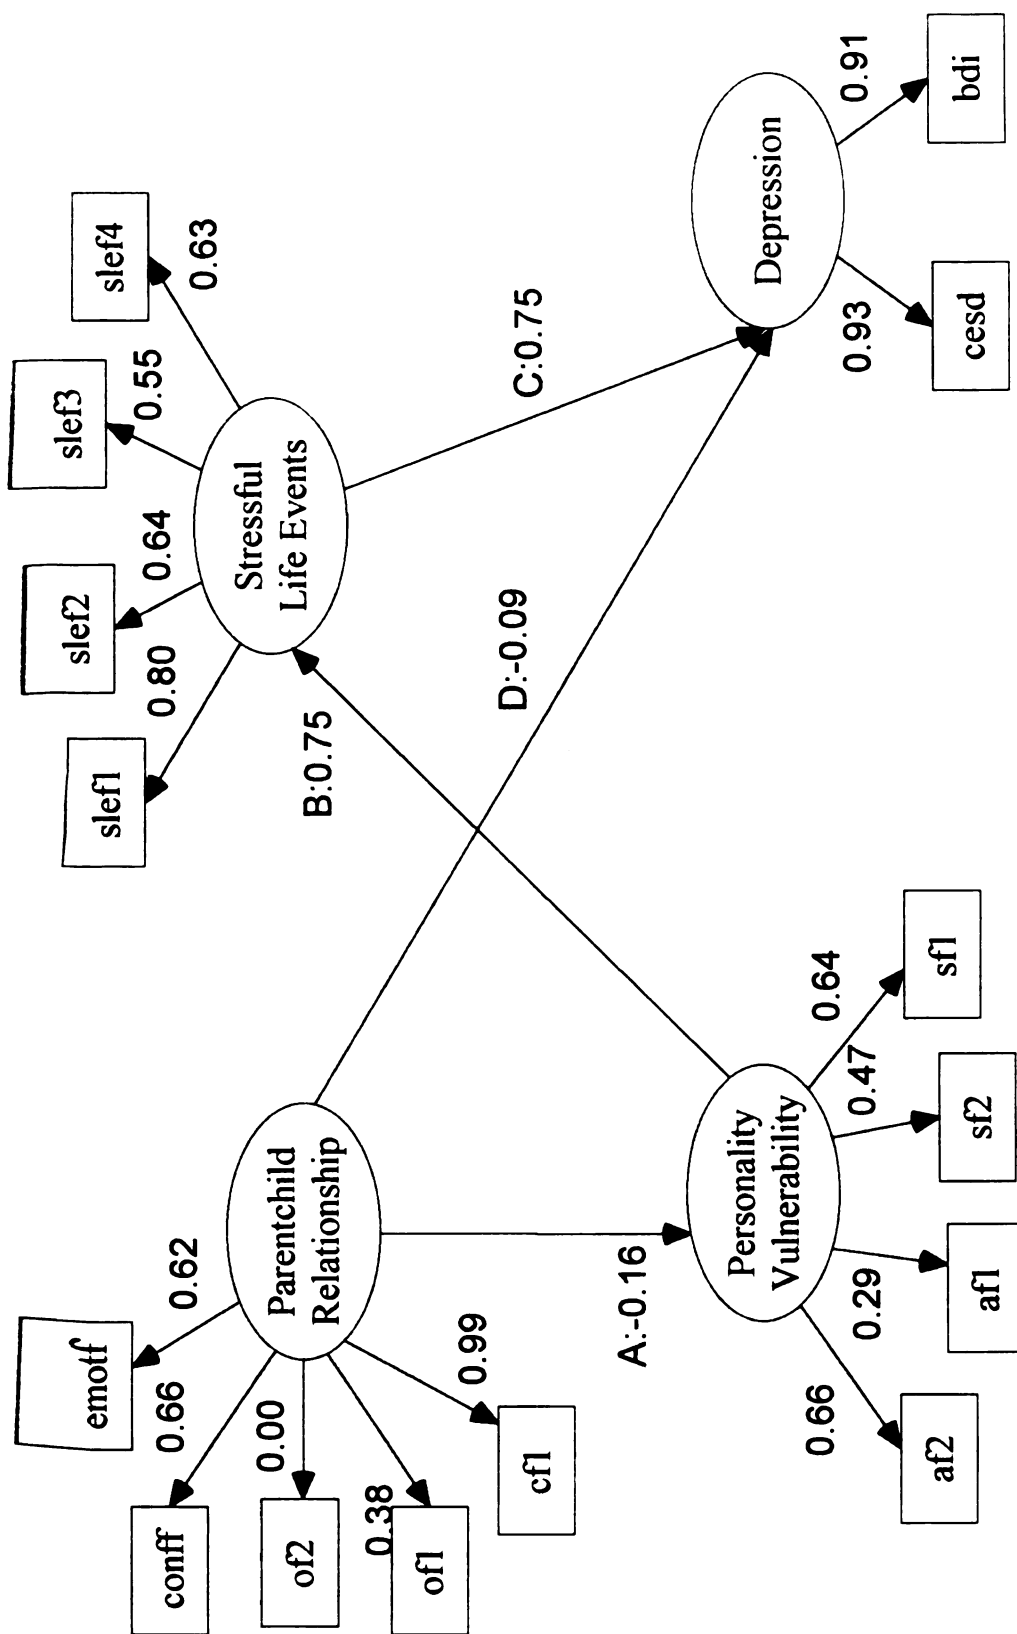 emotf
conff
of2
of1
cf1
0.62
0.66
0.00
0.38
0.99
Parentchild
Relationship
slef1
slef2
slef3
slef4
0.80
0.64
0.55
0.63
Stressful
Life Events
A:-0.16
B:0.75
C:0.75
D:-0.09
Personality
Vulnerability
0.66
0.29
0.47
0.64
af2
af1
sf2
sf1
Depression
0.93
0.91
cesd
bdi